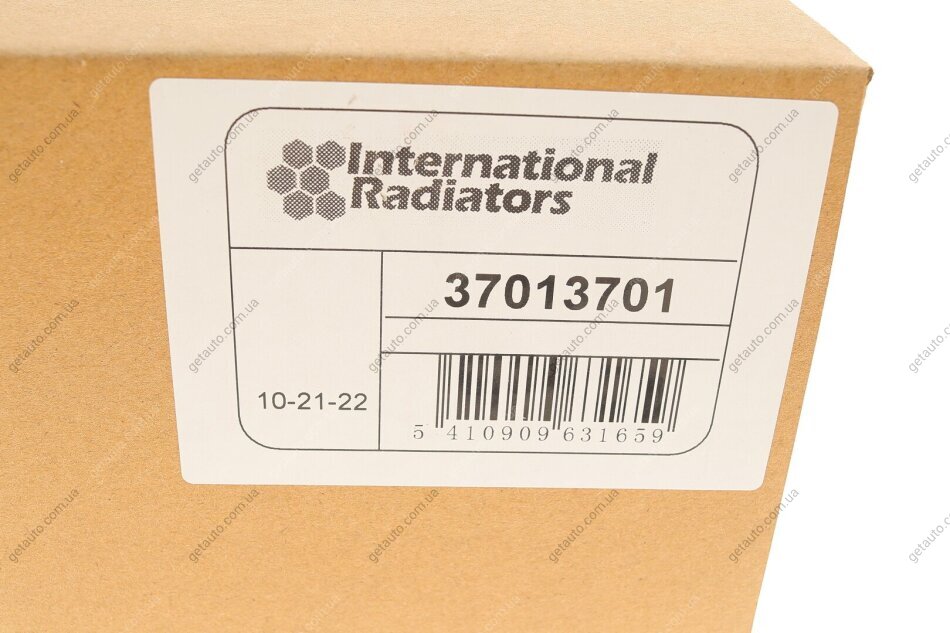 International
Radiators
37013701
10-21-22
5 410909 631659
getauto.com.ua